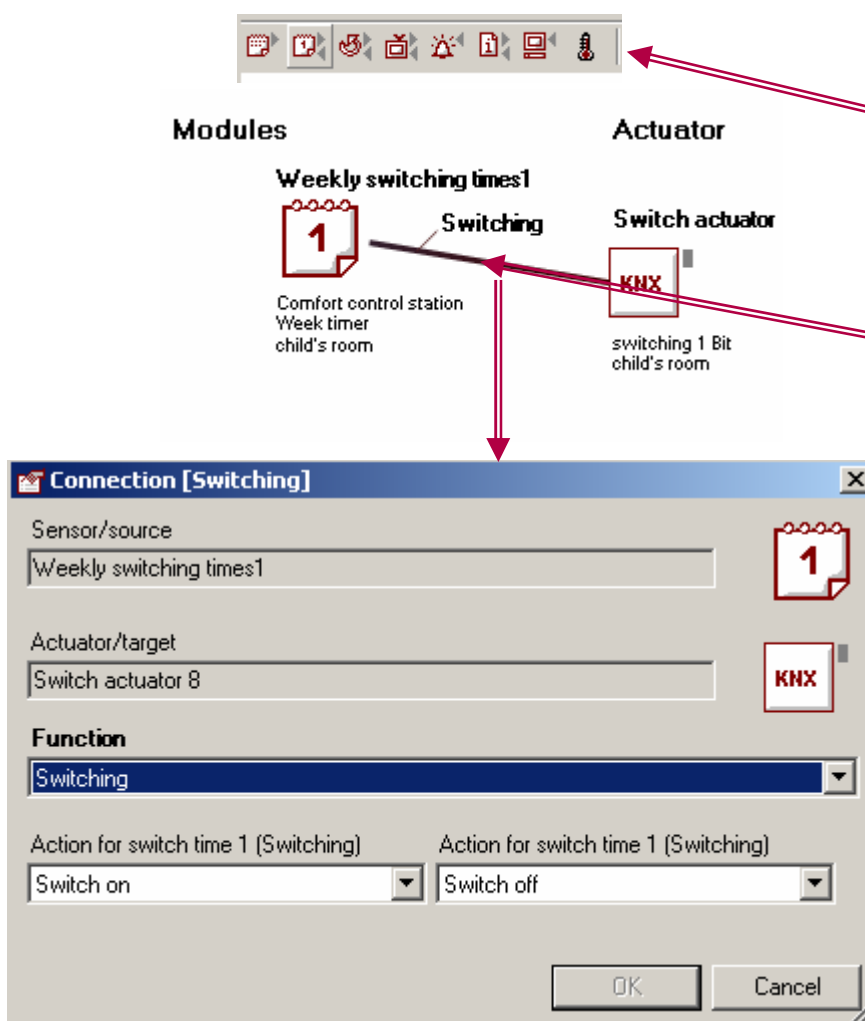 Modules
Actuator
Weekly switching times1
1
Switching
Switch actuator
KNX
Comfort control station
Week timer
child's room
switching 1 Bit
child's room
Connection [Switching]
Sensor/source
Weekly switching times1
1
Actuator/target
Switch actuator 8
KNX
Function
Switching
Action for switch time 1 (Switching) Action for switch time 1 (Switching)
Switch on Switch off
OK Cancel